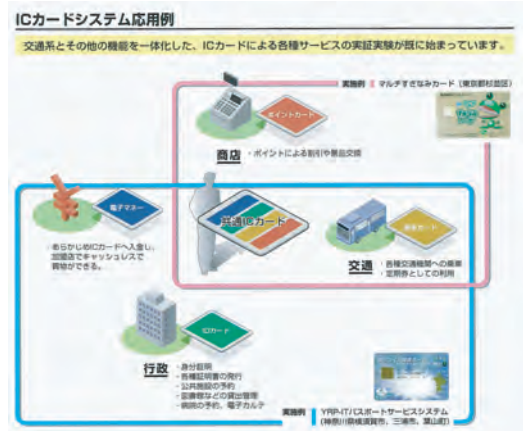 ICカードシステム応用例
交通系とその他の機能を一体化した、ICカードによる各種サービスの実証実験が既に始まっています。
実施例 マルチすぎなみカード（東京都杉並区）
ポイントカード
商店 ・ポイントによる割引や景品交換
電子マネー
共通ICカード
乗車カード
・あらかじめICカードへ入金し、
加盟店でキャッシュレスで
買物ができる。
交通 ・各種交通機関への乗車
・定期券としての利用
IDカード
行政 ・身分証明
・各種証明書の発行
・公共施設の予約
・図書館などの貸出管理
・病院の予約、電子カルテ
実施例 YRP-ITパスポートサービスシステム
（神奈川県横須賀市、三浦市、葉山町）